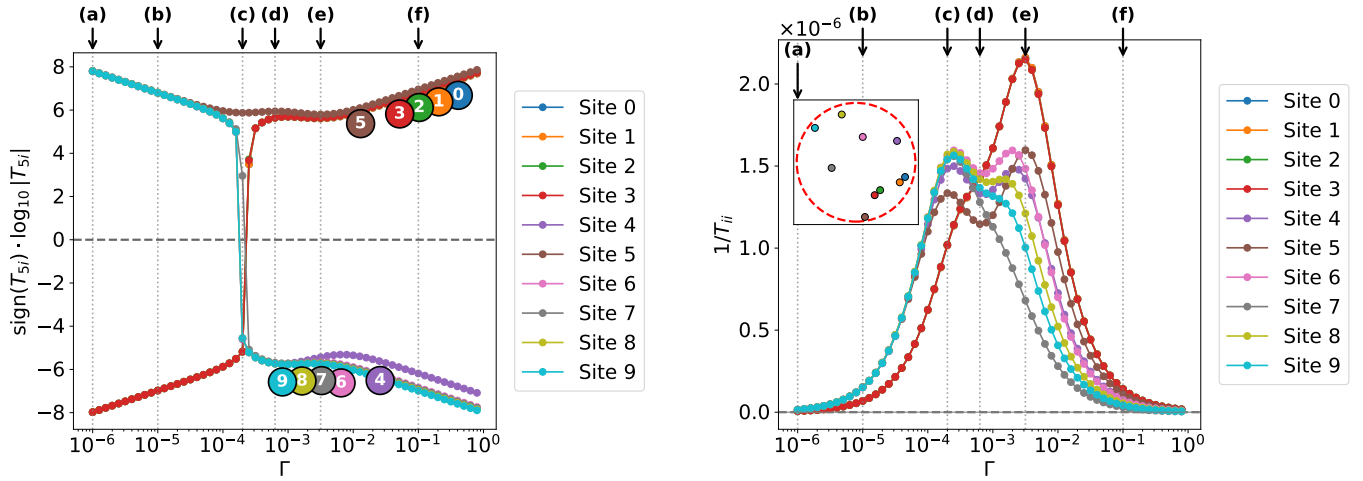 (a) (b) (c) (d) (e) (f)
sign(T₅ᵢ) · log₁₀ |T₅ᵢ|
8
6
4
2
0
−2
−4
−6
−8
5 3 2 1 0
9 8 7 6 4
10⁻⁶ 10⁻⁵ 10⁻⁴ 10⁻³ 10⁻² 10⁻¹ 10⁰
Γ
Site 0
Site 1
Site 2
Site 3
Site 4
Site 5
Site 6
Site 7
Site 8
Site 9
×10⁻⁶
(a) (b) (c) (d) (e) (f)
1/Tᵢᵢ
2.0
1.5
1.0
0.5
0.0
10⁻⁶ 10⁻⁵ 10⁻⁴ 10⁻³ 10⁻² 10⁻¹ 10⁰
Γ
Site 0
Site 1
Site 2
Site 3
Site 4
Site 5
Site 6
Site 7
Site 8
Site 9